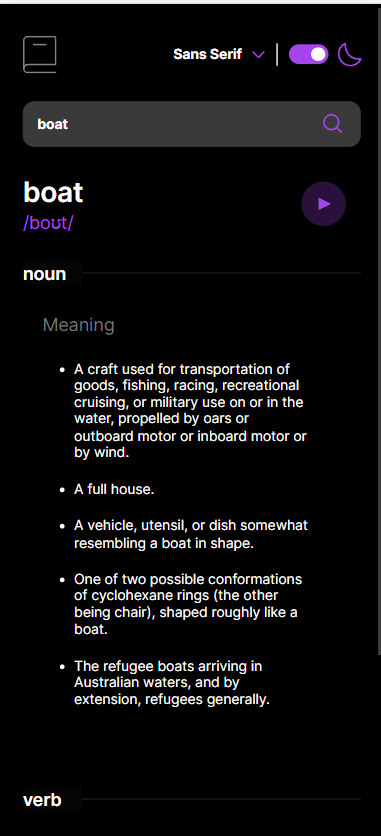 Sans Serif
boat
boat
/boʊt/
noun
Meaning
• A craft used for transportation of
goods, fishing, racing, recreational
cruising, or military use on or in the
water, propelled by oars or
outboard motor or inboard motor or
by wind.
• A full house.
• A vehicle, utensil, or dish somewhat
resembling a boat in shape.
• One of two possible conformations
of cyclohexane rings (the other
being chair), shaped roughly like a
boat.
• The refugee boats arriving in
Australian waters, and by
extension, refugees generally.
verb